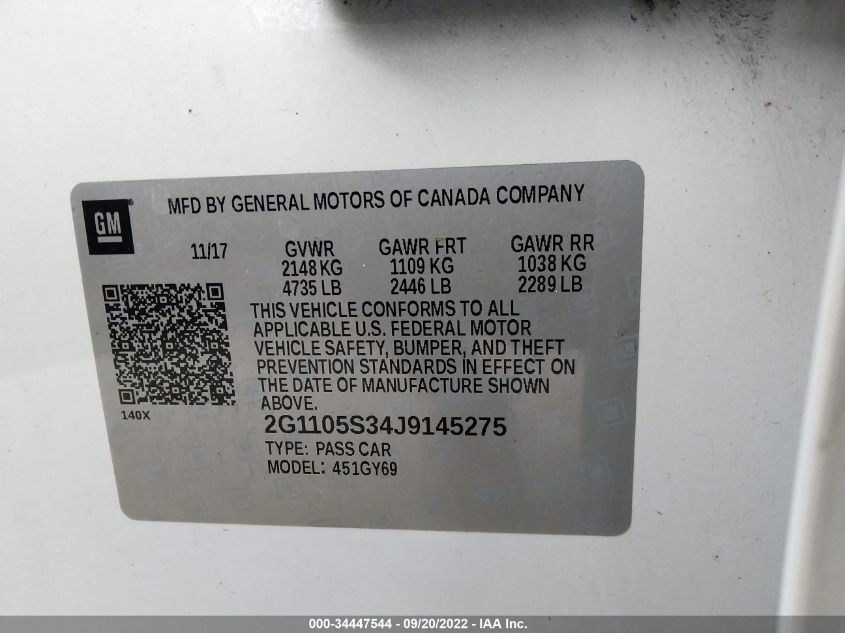 GM
MFD BY GENERAL MOTORS OF CANADA COMPANY
11/17 GVWR GAWR FRT GAWR RR
2148 KG 1109 KG 1038 KG
4735 LB 2446 LB 2289 LB
THIS VEHICLE CONFORMS TO ALL
APPLICABLE U.S. FEDERAL MOTOR
VEHICLE SAFETY, BUMPER, AND THEFT
PREVENTION STANDARDS IN EFFECT ON
THE DATE OF MANUFACTURE SHOWN
ABOVE.
140X
2G1105S34J9145275
TYPE: PASS CAR
MODEL: 451GY69
000-34447544 - 09/20/2022 - IAA Inc.